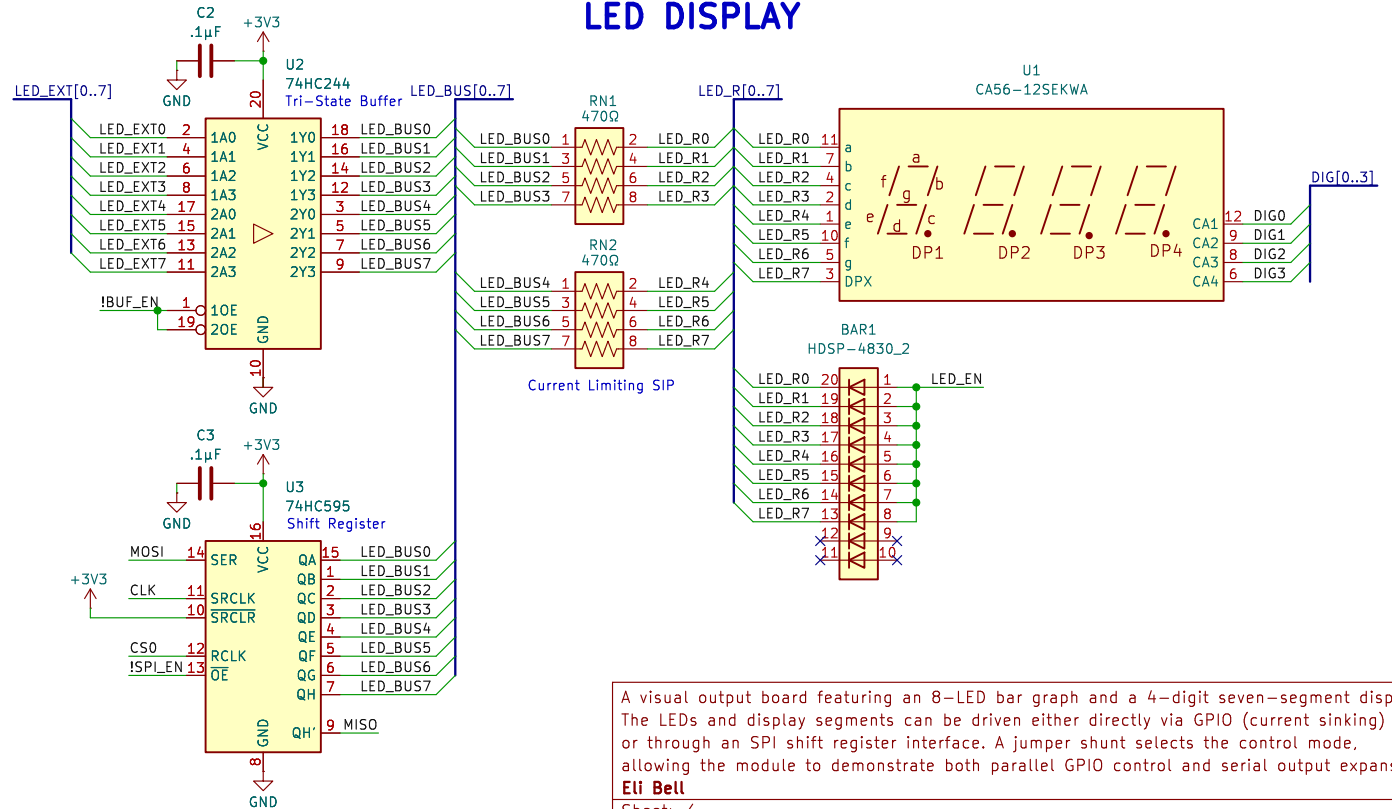 LED DISPLAY
C2
.1µF
+3V3
GND
U2
74HC244
Tri-State Buffer
LED_EXT[0..7]
LED_BUS[0..7]
LED_R[0..7]
U1
CA56-12SEKWA
RN1
470Ω
20
VCC
LED_EXT0 2 1A0 1Y0 18 LED_BUS0
LED_EXT1 4 1A1 1Y1 16 LED_BUS1
LED_EXT2 6 1A2 1Y2 14 LED_BUS2
LED_EXT3 8 1A3 1Y3 12 LED_BUS3
LED_EXT4 17 2A0 2Y0 3 LED_BUS4
LED_EXT5 15 2A1 2Y1 5 LED_BUS5
LED_EXT6 13 2A2 2Y2 7 LED_BUS6
LED_EXT7 11 2A3 2Y3 9 LED_BUS7
!BUF_EN 1 1OE
19 2OE
GND
10
GND
LED_BUS0 1 2 LED_R0
LED_BUS1 3 4 LED_R1
LED_BUS2 5 6 LED_R2
LED_BUS3 7 8 LED_R3
RN2
470Ω
LED_BUS4 1 2 LED_R4
LED_BUS5 3 4 LED_R5
LED_BUS6 5 6 LED_R6
LED_BUS7 7 8 LED_R7
Current Limiting SIP
LED_R0 11 a
LED_R1 7 b
LED_R2 4 c
LED_R3 2 d
LED_R4 1 e
LED_R5 10 f
LED_R6 5 g
LED_R7 3 DPX
a
f b
g
e c
d
DP1 DP2 DP3 DP4
DIG[0..3]
CA1 12 DIG0
CA2 9 DIG1
CA3 8 DIG2
CA4 6 DIG3
BAR1
HDSP-4830_2
LED_R0 20 1 LED_EN
LED_R1 19 2
LED_R2 18 3
LED_R3 17 4
LED_R4 16 5
LED_R5 15 6
LED_R6 14 7
LED_R7 13 8
12 9
11 10
C3
.1µF
+3V3
GND
U3
74HC595
Shift Register
16
VCC
MOSI 14 SER QA 15 LED_BUS0
QB 1 LED_BUS1
+3V3
CLK 11 SRCLK QC 2 LED_BUS2
10 SRCLR QD 3 LED_BUS3
QE 4 LED_BUS4
CS0 12 RCLK QF 5 LED_BUS5
!SPI_EN 13 OE QG 6 LED_BUS6
QH 7 LED_BUS7
QH' 9 MISO
GND
8
GND
A visual output board featuring an 8-LED bar graph and a 4-digit seven-segment disp
The LEDs and display segments can be driven either directly via GPIO (current sinking)
or through an SPI shift register interface. A jumper shunt selects the control mode,
allowing the module to demonstrate both parallel GPIO control and serial output expans
Eli Bell